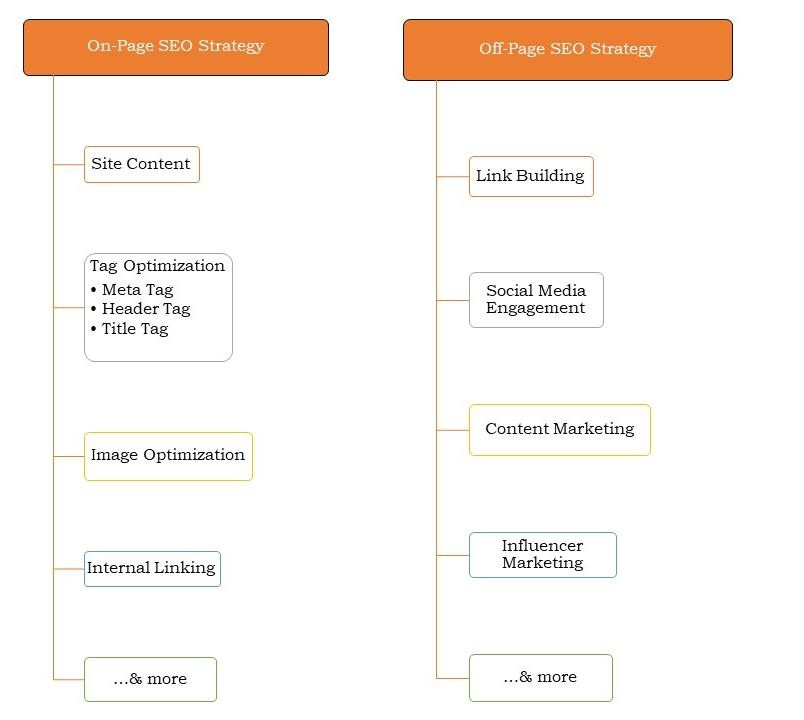 On-Page SEO Strategy
Site Content
Tag Optimization
• Meta Tag
• Header Tag
• Title Tag
Image Optimization
Internal Linking
...& more
Off-Page SEO Strategy
Link Building
Social Media
Engagement
Content Marketing
Influencer
Marketing
...& more